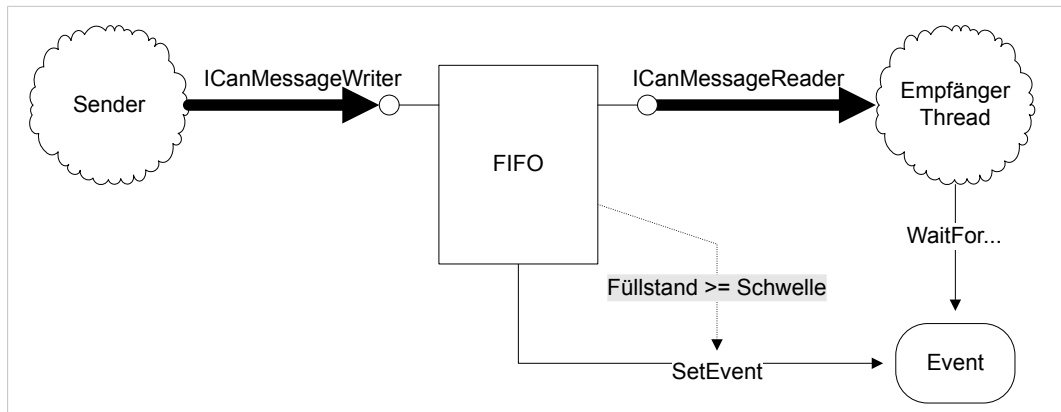 ICanMessageWriter
ICanMessageReader
Sender
Empfänger
Thread
FIFO
WaitFor...
Füllstand >= Schwelle
SetEvent
Event